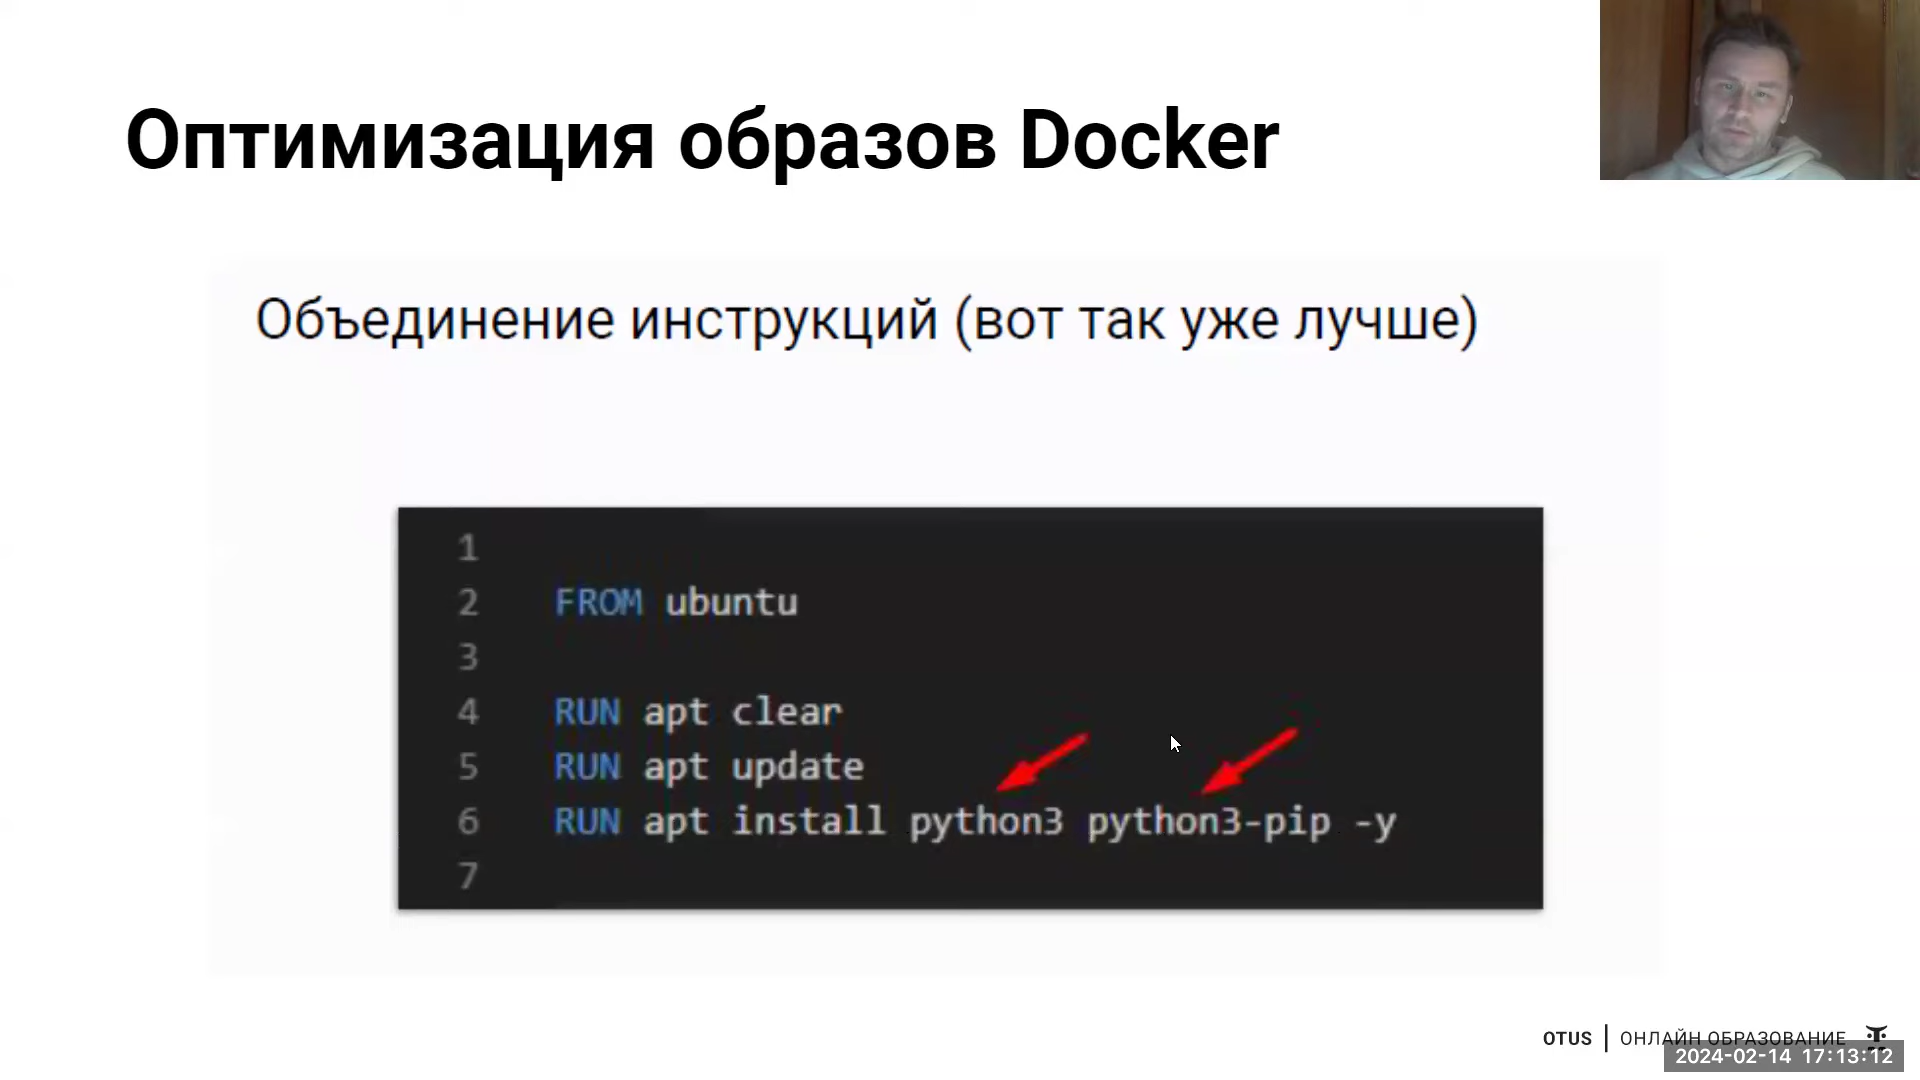 Оптимизация образов Docker
Объединение инструкций (вот так уже лучше)
1
2 FROM ubuntu
3
4 RUN apt clear
5 RUN apt update
6 RUN apt install python3 python3-pip -y
7
OTUS | ОНЛАЙН ОБРАЗОВАНИЕ
2024-02-14 17:13:12